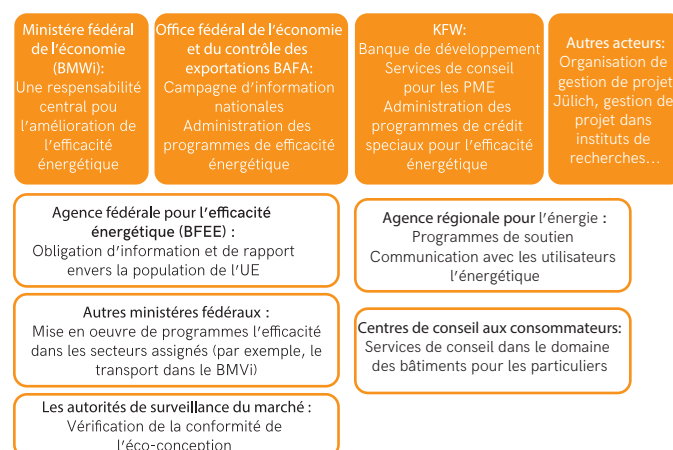 Ministére fédéral
de l'économie
(BMWi):
Une responsabilité
central pou
l'amélioration de
l'efficacité
énergétique
Office fédéral de l'économie
et du contrôle des
exportations BAFA:
Campagne d'information
nationales
Administration des
programmes de efficacité
énergétique
KFW:
Banque de développement
Services de conseil
pour les PME
Administration des
programmes de crédit
speciaux pour l'efficacité
énergétique
Autres acteurs:
Organisation de
gestion de projet
Jülich, gestion de
projet dans
instituts de
recherches...
Agence fédérale pour l'efficacité
énergétique (BFEE) :
Obligation d'information et de rapport
envers la population de l'UE
Autres ministéres fédéraux :
Mise en oeuvre de programmes l'efficacité
dans les secteurs assignés (par exemple, le
transport dans le BMVi)
Les autorités de surveillance du marché :
Vérification de la conformité de
l'éco-conception
Agence régionale pour l'énergie :
Programmes de soutien
Communication avec les utilisateurs
l'énergétique
Centres de conseil aux consommateurs:
Services de conseil dans le domaine
des bâtiments pour les particuliers